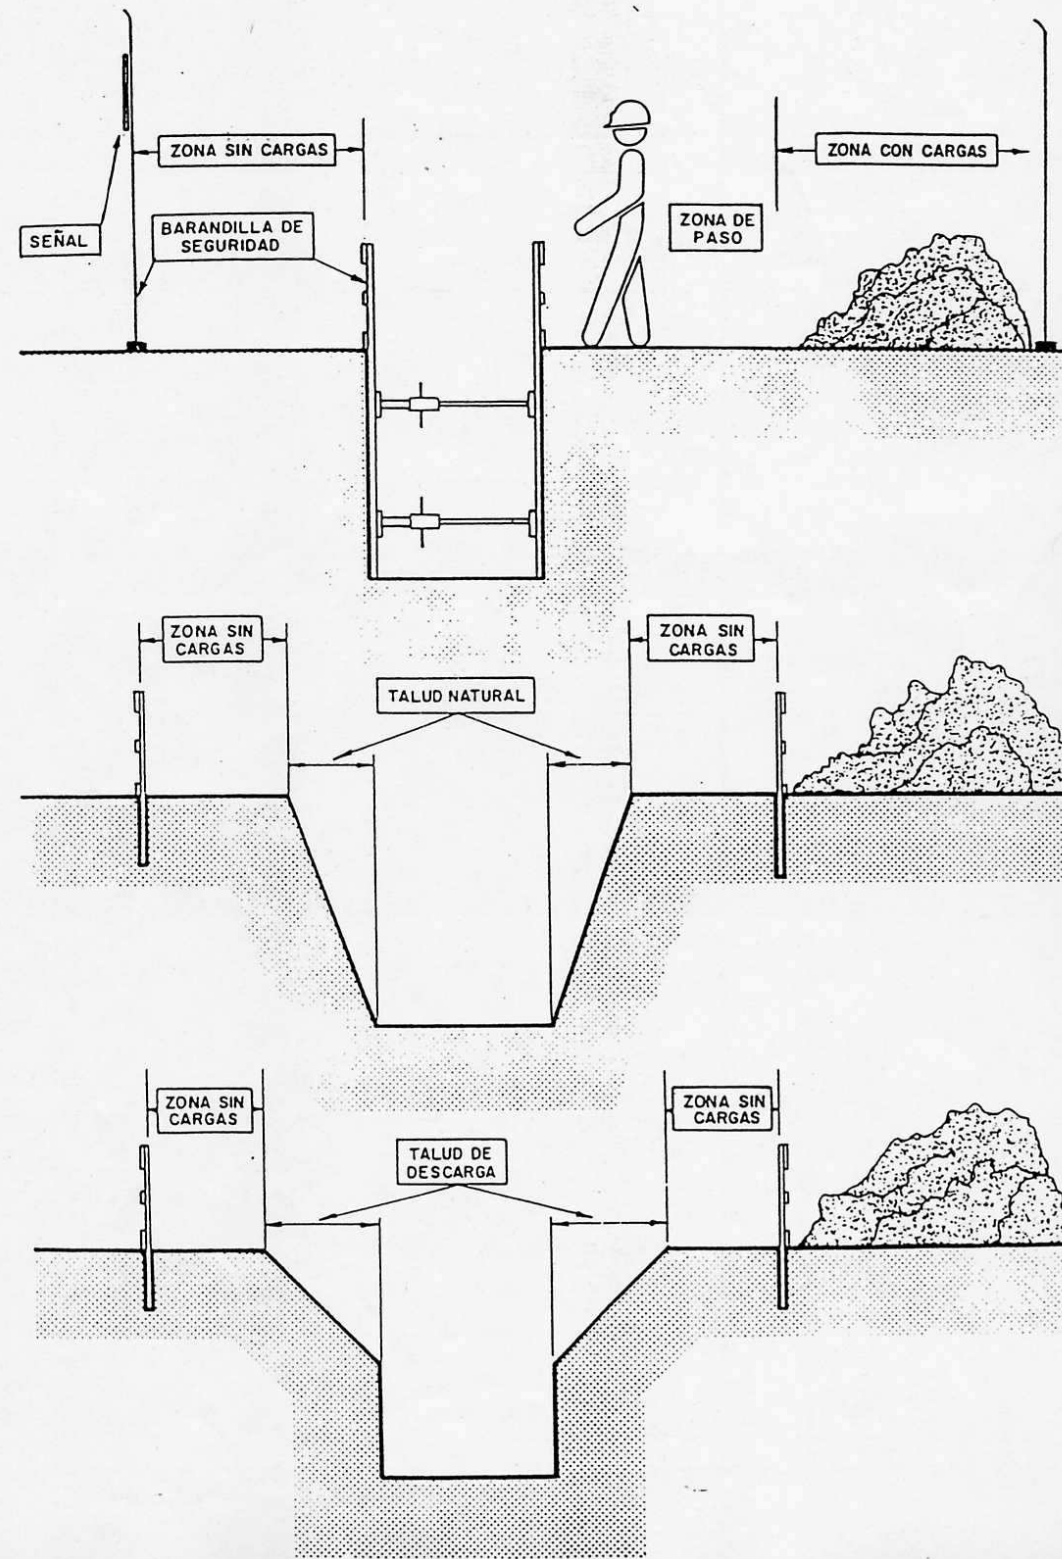 ZONA SIN CARGAS
ZONA CON CARGAS
SEÑAL
BARANDILLA DE
SEGURIDAD
ZONA DE
PASO
ZONA SIN
CARGAS
ZONA SIN
CARGAS
TALUD NATURAL
ZONA SIN
CARGAS
ZONA SIN
CARGAS
TALUD DE
DESCARGA